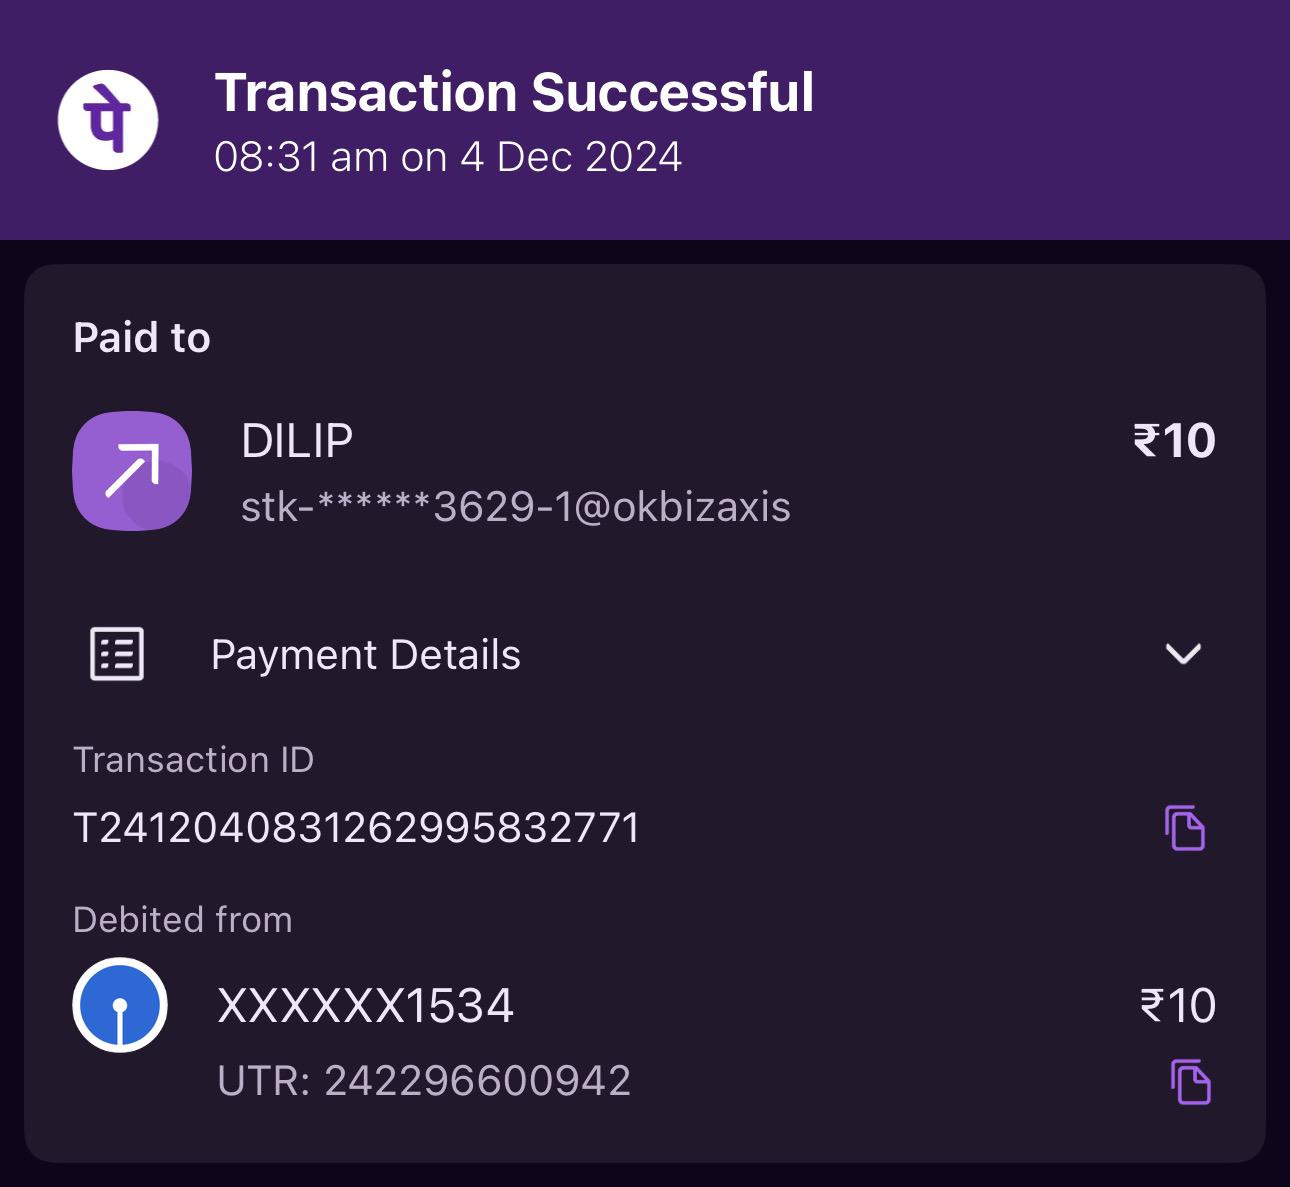 पे
Transaction Successful
08:31 am on 4 Dec 2024
Paid to
DILIP ₹10
stk-******3629-1@okbizaxis
Payment Details
Transaction ID
T2412040831262995832771
Debited from
XXXXXX1534 ₹10
UTR: 242296600942